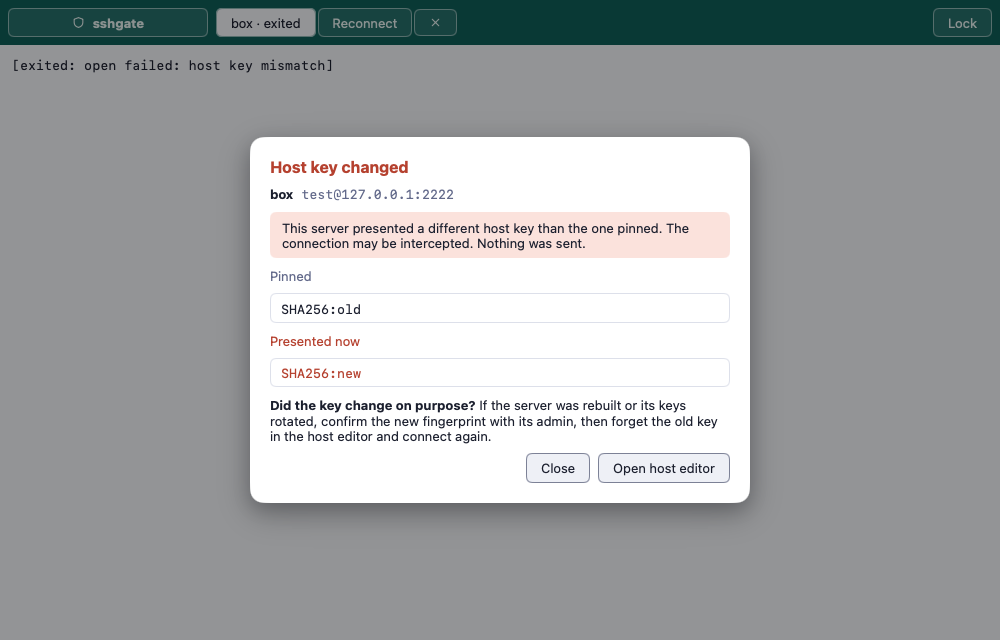 sshgate
box · exited
Reconnect
×
Lock
[exited: open failed: host key mismatch]
Host key changed
box test@127.0.0.1:2222
This server presented a different host key than the one pinned. The
connection may be intercepted. Nothing was sent.
Pinned
SHA256:old
Presented now
SHA256:new
Did the key change on purpose? If the server was rebuilt or its keys
rotated, confirm the new fingerprint with its admin, then forget the old key
in the host editor and connect again.
Close
Open host editor